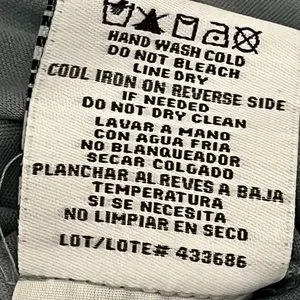 HAND WASH COLD
DO NOT BLEACH
LINE DRY
COOL IRON ON REVERSE SIDE
IF NEEDED
DO NOT DRY CLEAN
LAVAR A MANO
CON AGUA FRIA
NO BLANQUEADOR
SECAR COLGADO
PLANCHAR AL REVES A BAJA
TEMPERATURA
SI SE NECESITA
NO LIMPIAR EN SECO
LOT/LOTE# 433686